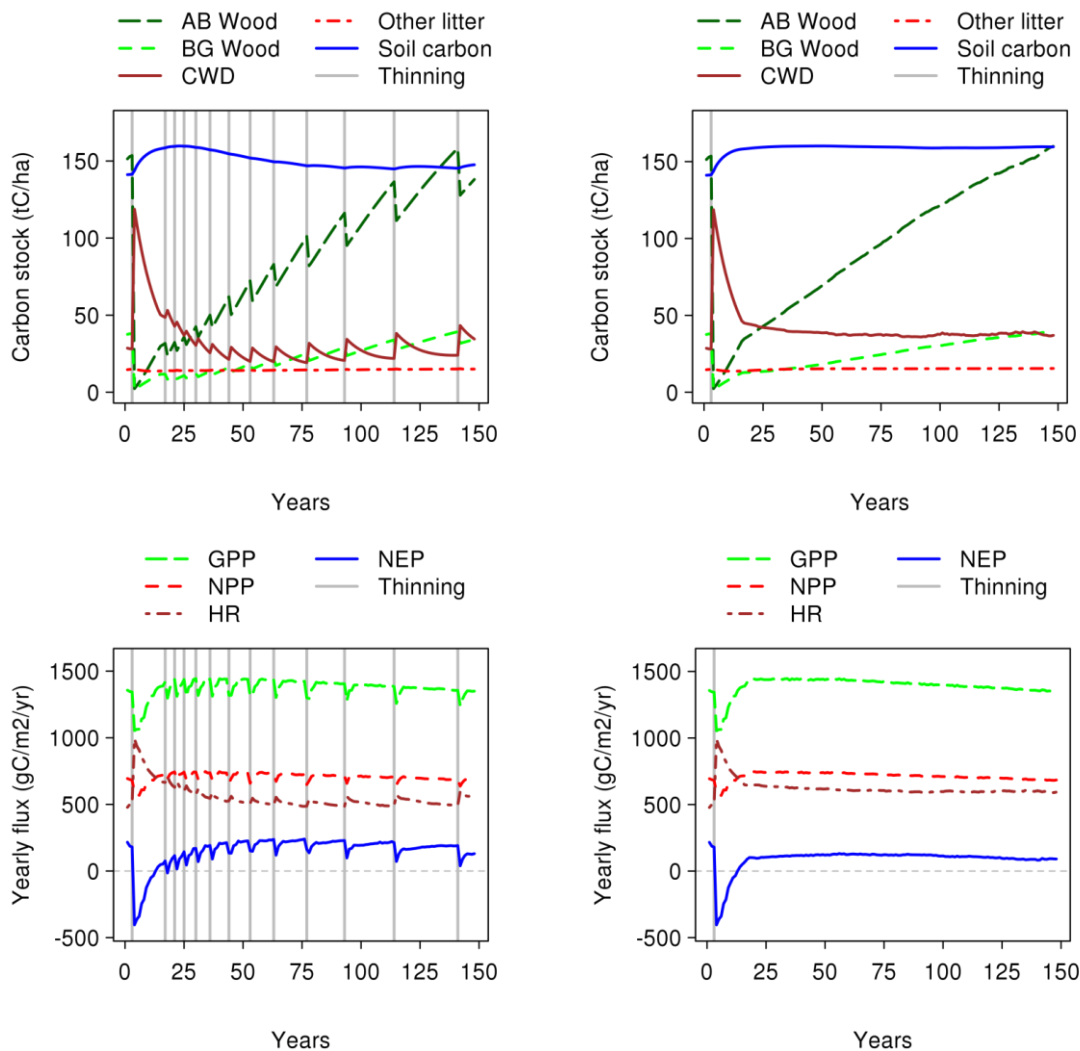 AB Wood
BG Wood
CWD
Other litter
Soil carbon
Thinning
Carbon stock (tC/ha)
150
100
50
0
0 25 50 75 100 125 150
Years
AB Wood
BG Wood
CWD
Other litter
Soil carbon
Thinning
Carbon stock (tC/ha)
150
100
50
0
0 25 50 75 100 125 150
Years
GPP
NPP
HR
NEP
Thinning
Yearly flux (gC/m2/yr)
1500
1000
500
0
-500
0 25 50 75 100 125 150
Years
GPP
NPP
HR
NEP
Thinning
Yearly flux (gC/m2/yr)
1500
1000
500
0
-500
0 25 50 75 100 125 150
Years